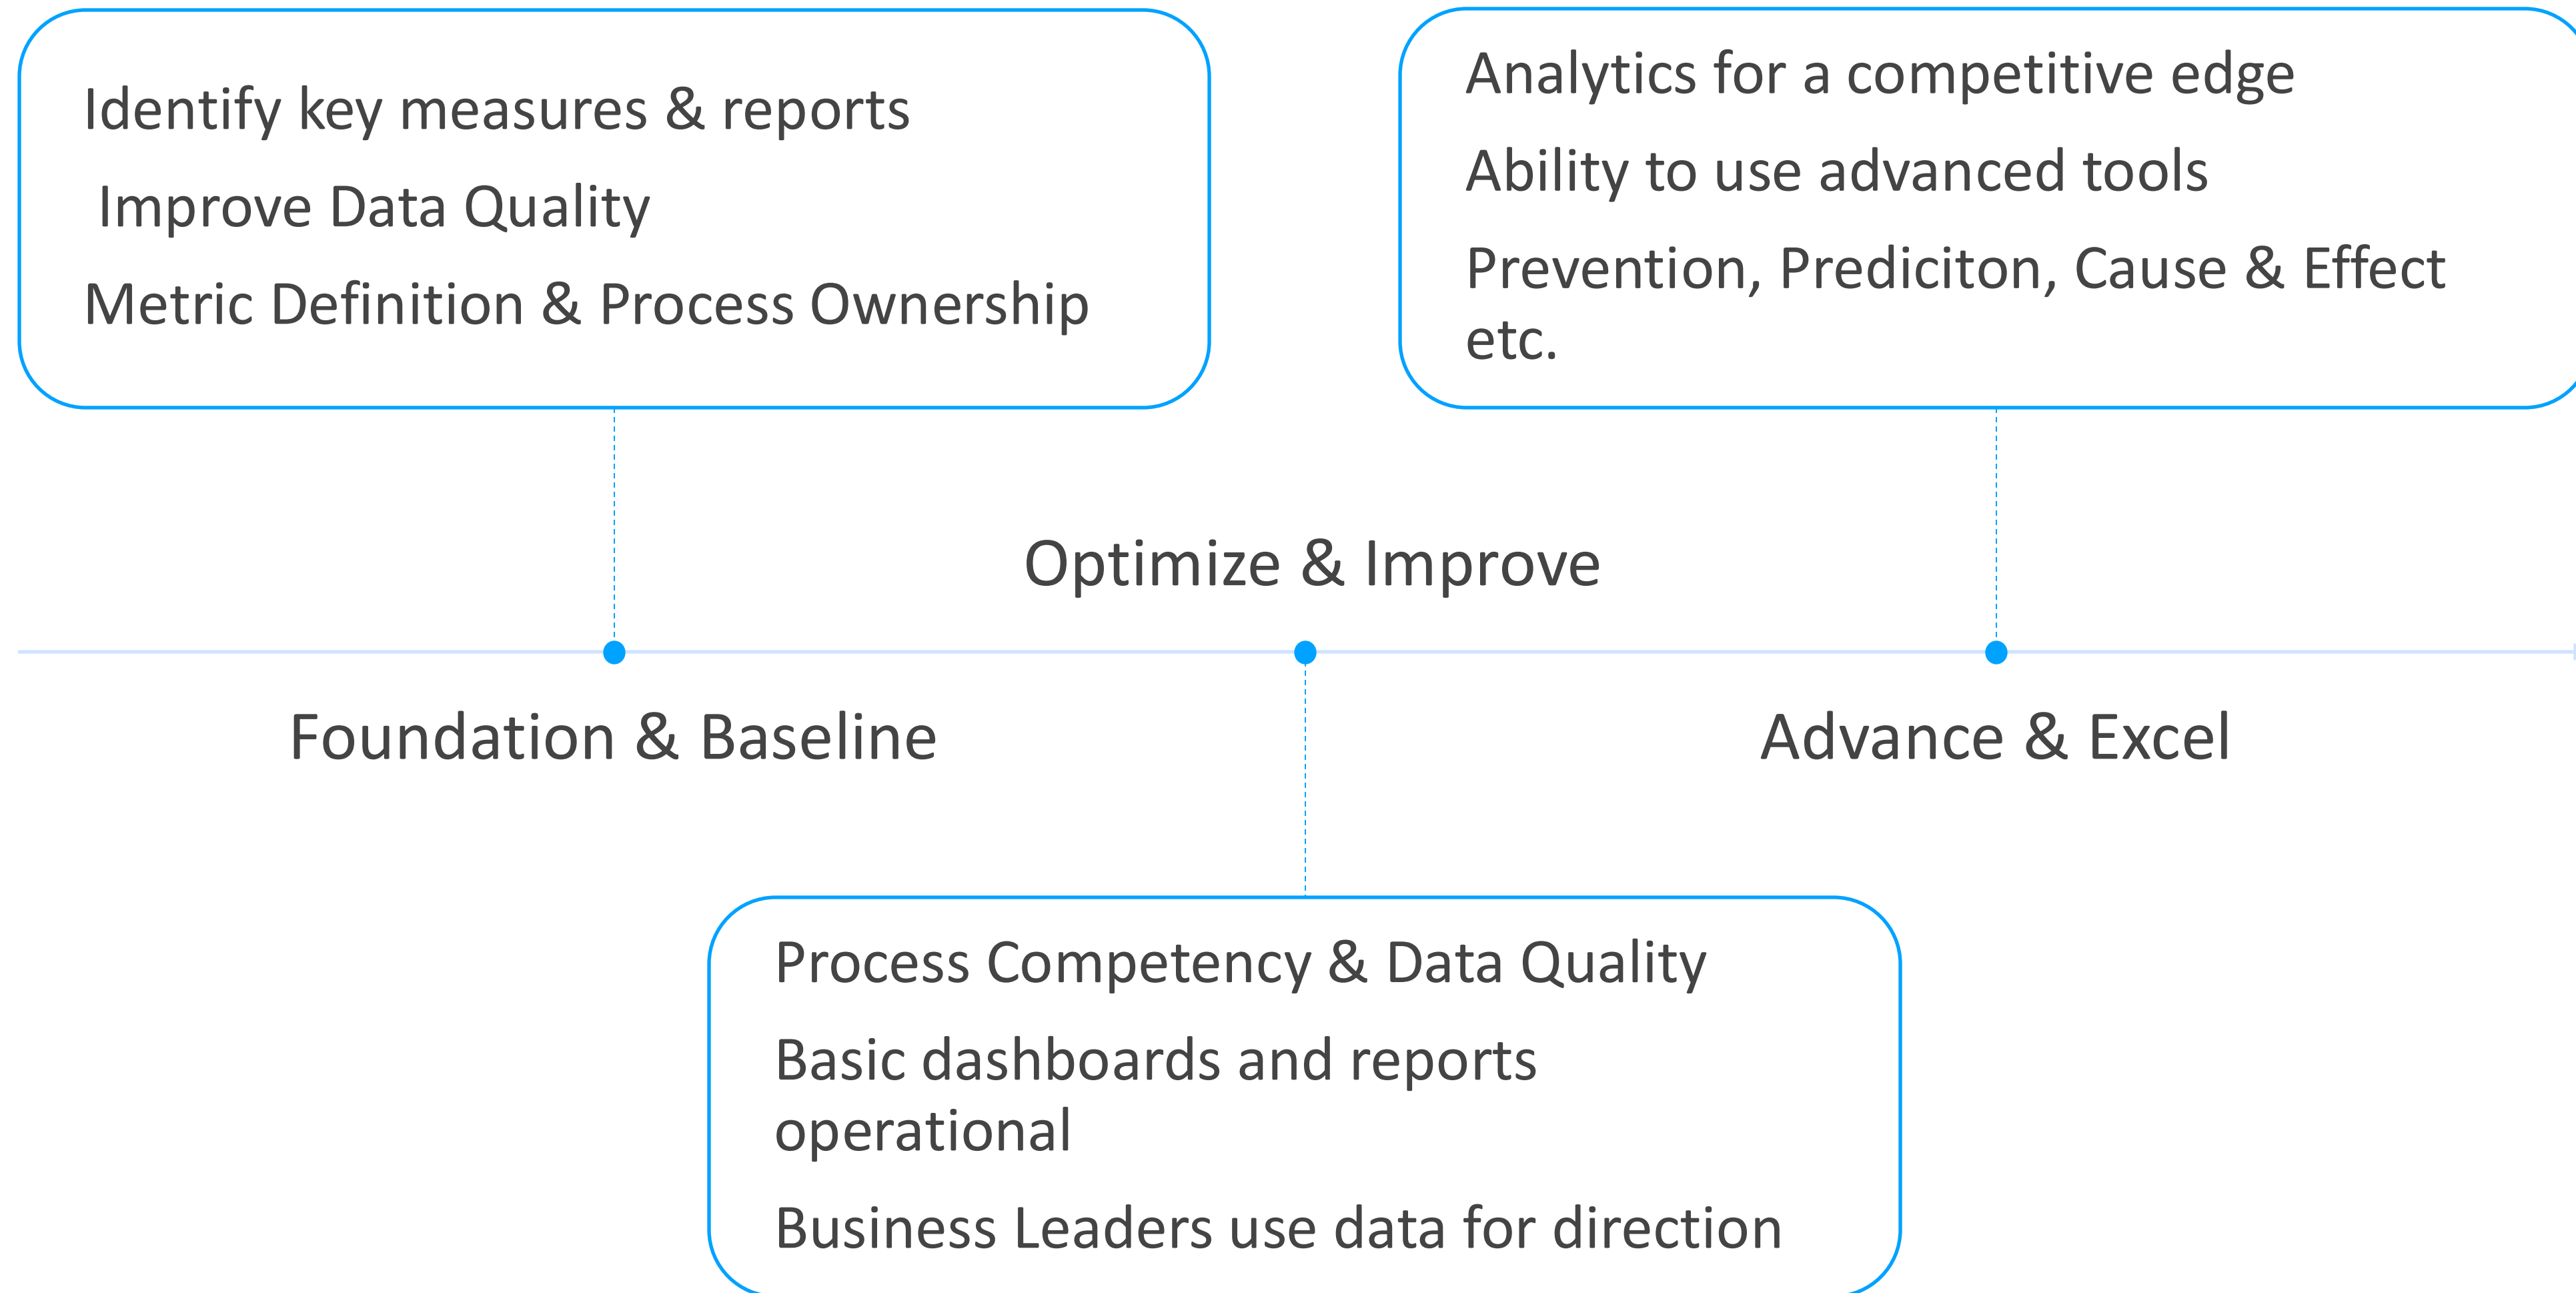 Identify key measures & reports
Improve Data Quality
Metric Definition & Process Ownership
Analytics for a competitive edge
Ability to use advanced tools
Prevention, Prediciton, Cause & Effect
etc.
Optimize & Improve
Foundation & Baseline
Advance & Excel
Process Competency & Data Quality
Basic dashboards and reports
operational
Business Leaders use data for direction